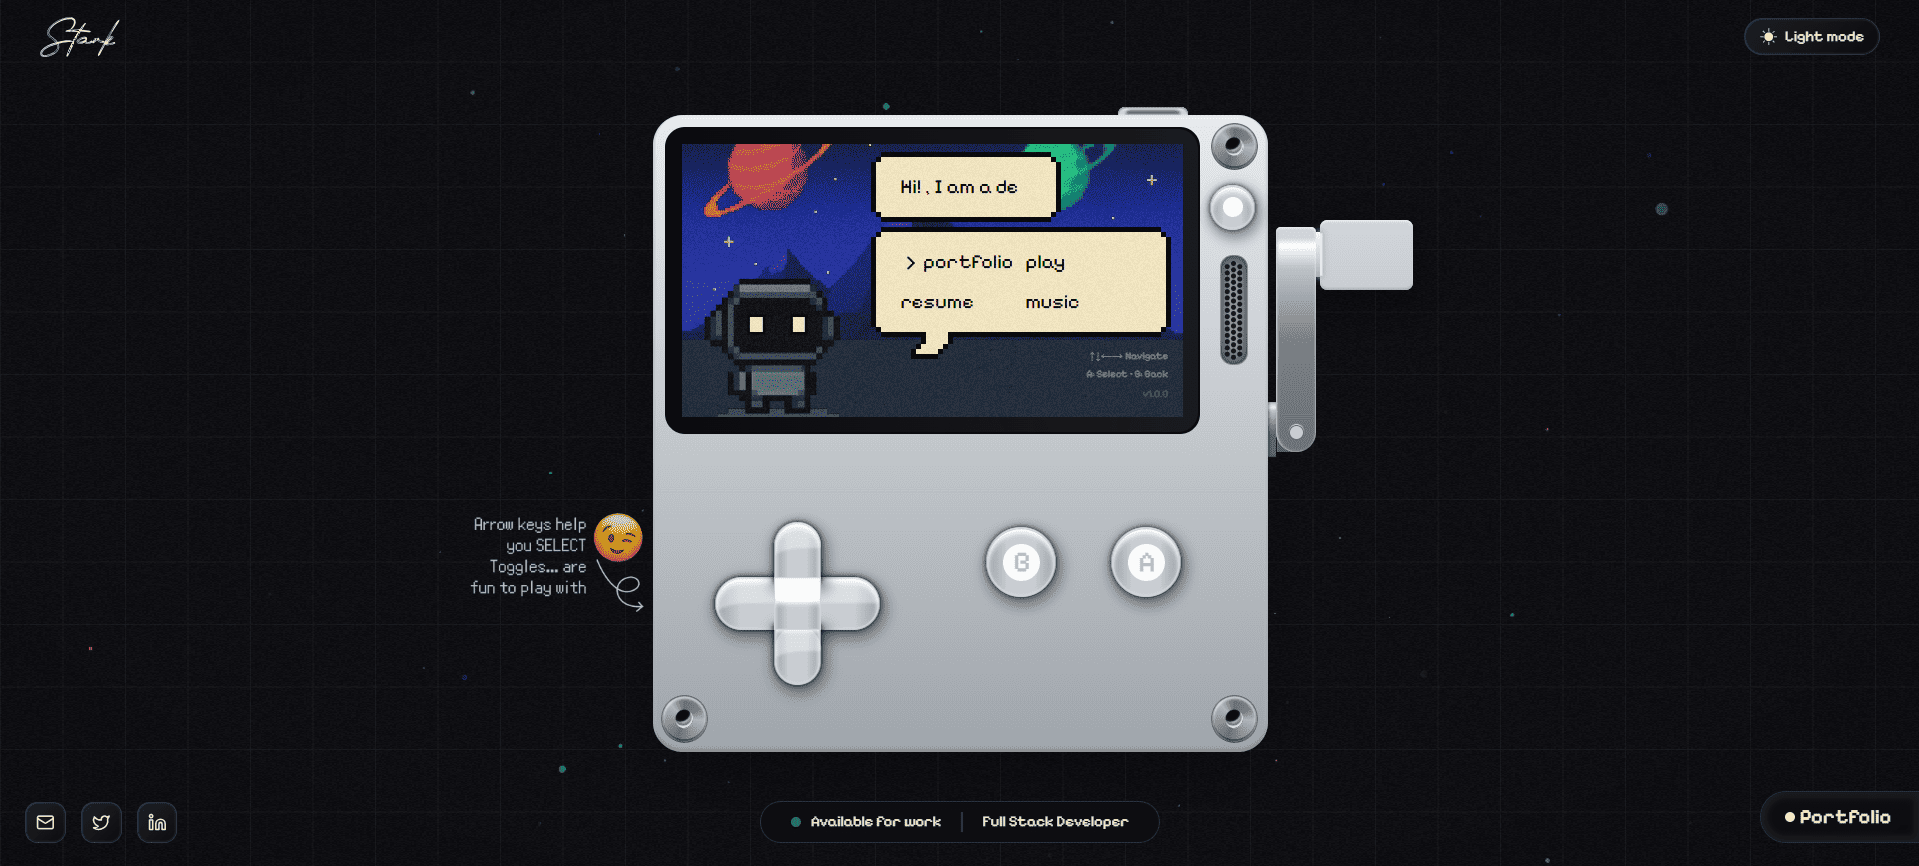 Stark
Light mode
Hi! , I am a de
> portfolio play
resume music
↑↓←→ Navigate
A: Select · B: Back
v1.0.0
Arrow keys help
you SELECT
Toggles... are
fun to play with
B
A
in
Available for work
Full Stack Developer
Portfolio